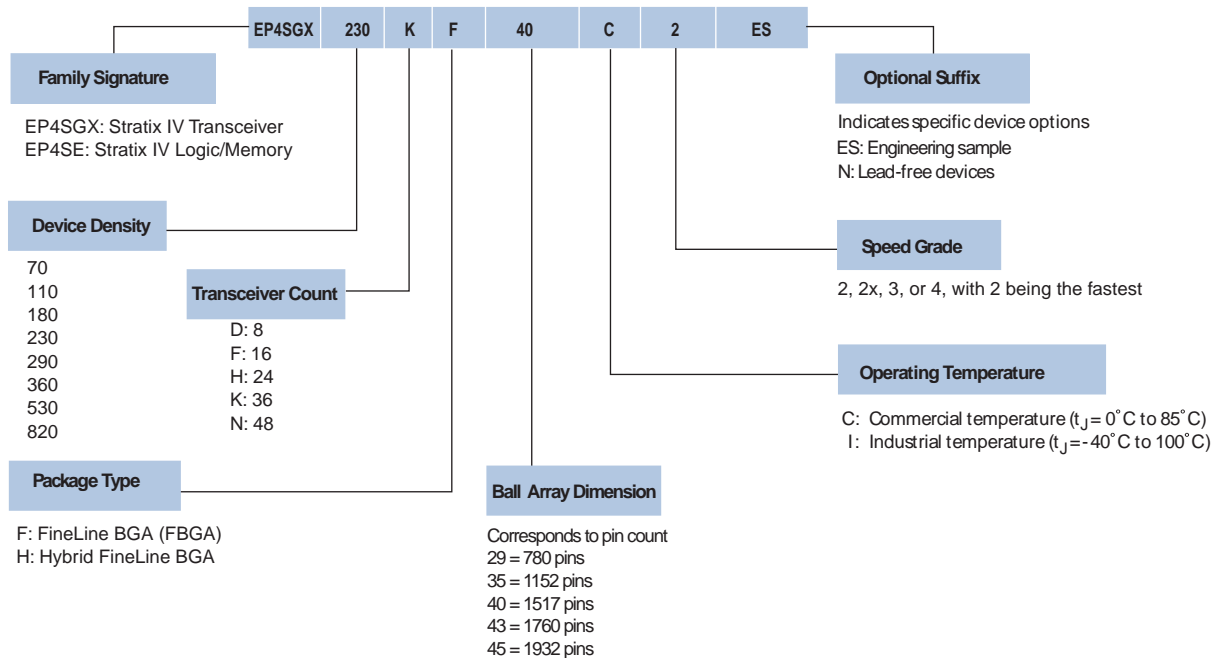 EP4SGX 230 K F 40 C 2 ES
Family Signature
EP4SGX: Stratix IV Transceiver
EP4SE: Stratix IV Logic/Memory
Optional Suffix
Indicates specific device options
ES: Engineering sample
N: Lead-free devices
Device Density
70
110
180
230
290
360
530
820
Transceiver Count
D: 8
F: 16
H: 24
K: 36
N: 48
Speed Grade
2, 2x, 3, or 4, with 2 being the fastest
Operating Temperature
C: Commercial temperature (tJ = 0°C to 85°C)
I: Industrial temperature (tJ = -40°C to 100°C)
Package Type
F: FineLine BGA (FBGA)
H: Hybrid FineLine BGA
Ball Array Dimension
Corresponds to pin count
29 = 780 pins
35 = 1152 pins
40 = 1517 pins
43 = 1760 pins
45 = 1932 pins